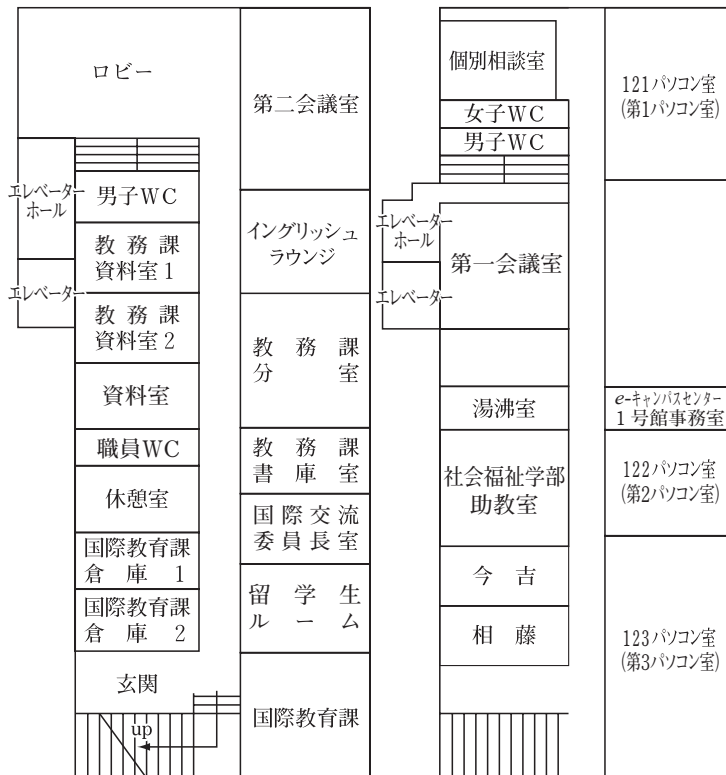 ロビー
エレベーター
ホール
エレベーター
男子WC
教務課
資料室1
教務課
資料室2
資料室
職員WC
休憩室
国際教育課
倉庫1
国際教育課
倉庫2
玄関
up
第二会議室
イングリッシュ
ラウンジ
教務課
分室
教務課
書庫室
国際交流
委員長室
留学生
ルーム
国際教育課
個別相談室
女子WC
男子WC
エレベーター
ホール
エレベーター
第一会議室
湯沸室
社会福祉学部
助教室
今吉
相藤
121パソコン室
(第1パソコン室)
e-キャンパスセンター
1号館事務室
122パソコン室
(第2パソコン室)
123パソコン室
(第3パソコン室)